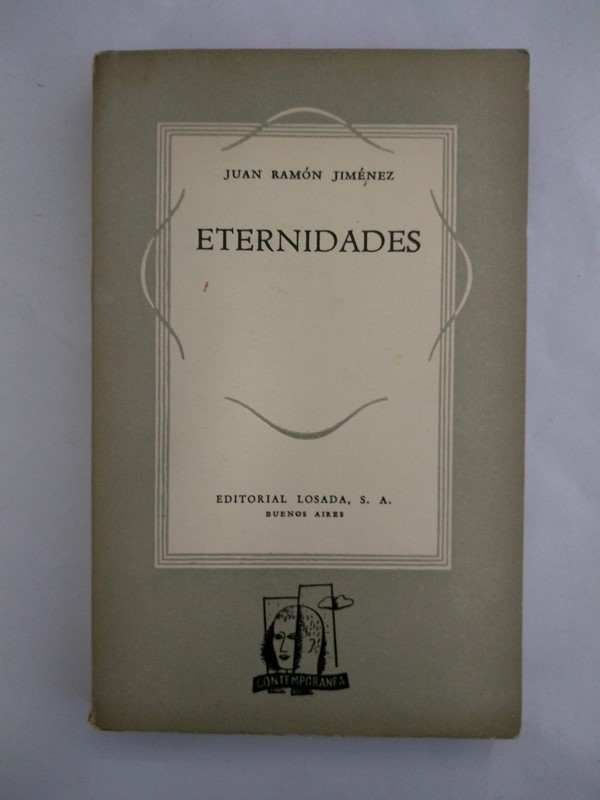 JUAN RAMÓN JIMÉNEZ
ETERNIDADES
EDITORIAL LOSADA, S. A.
BUENOS AIRES
CONTEMPORANEA